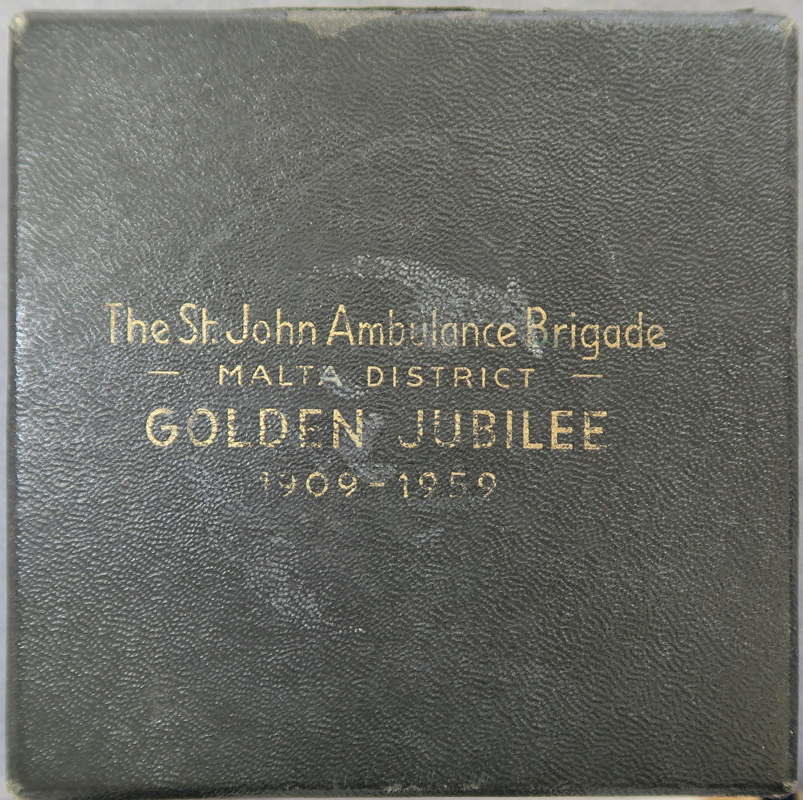 The St. John Ambulance Brigade
— MALTA DISTRICT —
GOLDEN JUBILEE
1909-1959